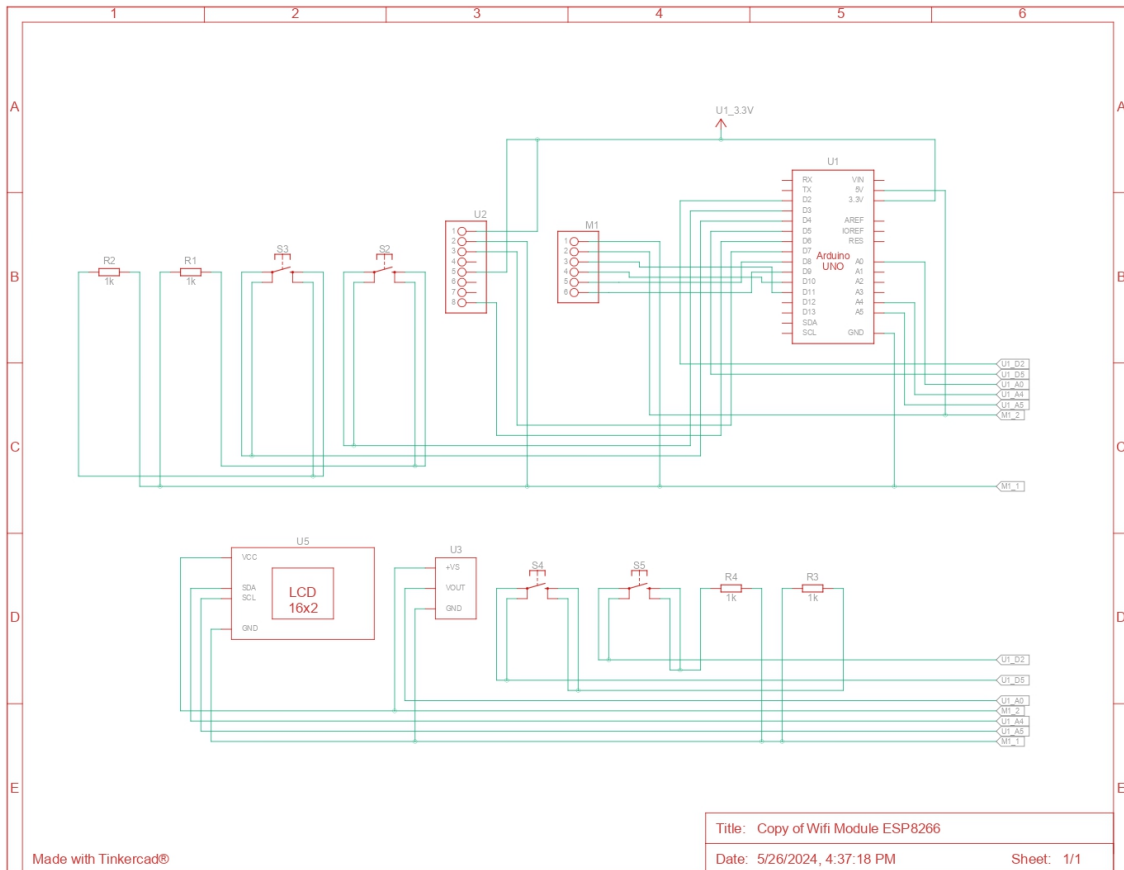 1 2 3 4 5 6
A A
U1_3.3V
U1
RX VIN
TX 5V
D2 3.3V
D3
D4 AREF
D5 IOREF
D6 RES
D7
D8 A0
D9 A1
D10 A2
D11 A3
D12 A4
D13 A5
SDA
SCL GND
Arduino
UNO
U2
1
2
3
4
5
6
7
8
M1
1
2
3
4
5
6
B B
R2
1k
R1
1k
S3
S2
U1_D2
U1_D5
U1_A0
U1_A4
U1_A5
M1_2
C C
M1_1
U5
VCC
SDA
SCL
GND
LCD
16x2
U3
+VS
VOUT
GND
S4
S5
R4
1k
R3
1k
D D
U1_D2
U1_D5
U1_A0
M1_2
U1_A4
U1_A5
M1_1
E E
Title: Copy of Wifi Module ESP8266
Made with Tinkercad®
Date: 5/26/2024, 4:37:18 PM Sheet: 1/1